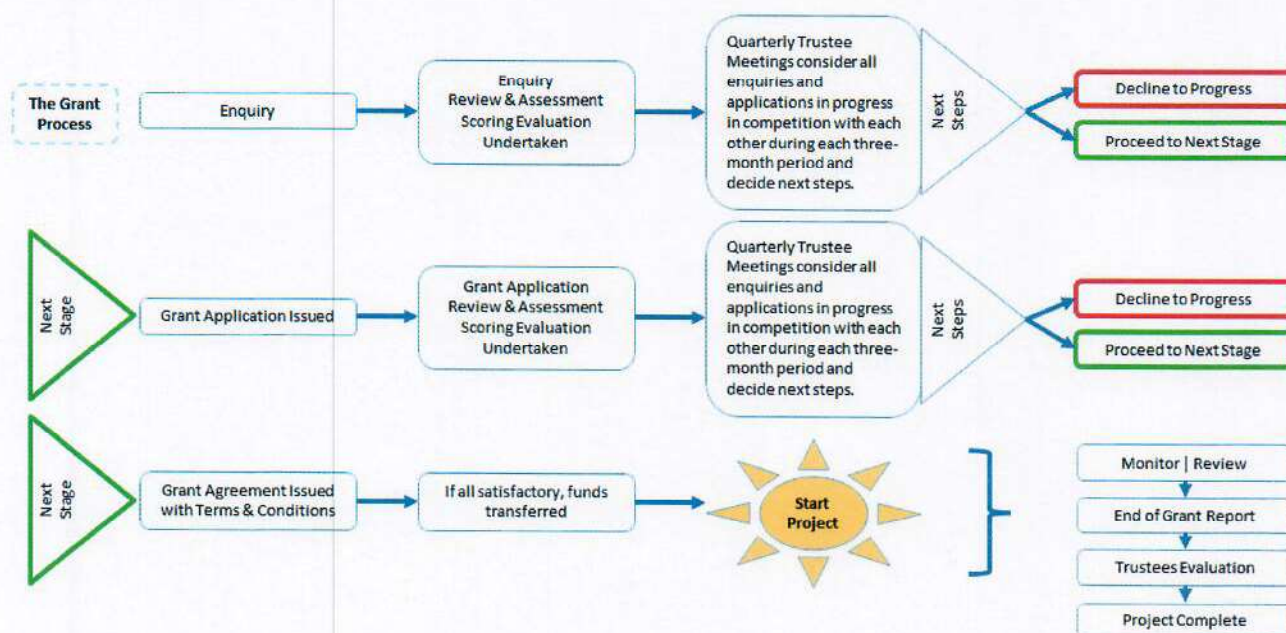 The Grant
Process
Enquiry
Enquiry
Review & Assessment
Scoring Evaluation
Undertaken
Quarterly Trustee
Meetings consider all
enquiries and
applications in progress
in competition with each
other during each three-
month period and
decide next steps.
Next
Steps
Decline to Progress
Proceed to Next Stage
Next
Stage
Grant Application Issued
Grant Application
Review & Assessment
Scoring Evaluation
Undertaken
Quarterly Trustee
Meetings consider all
enquiries and
applications in progress
in competition with each
other during each three-
month period and
decide next steps.
Next
Steps
Decline to Progress
Proceed to Next Stage
Next
Stage
Grant Agreement Issued
with Terms & Conditions
If all satisfactory, funds
transferred
Start
Project
Monitor | Review
End of Grant Report
Trustees Evaluation
Project Complete